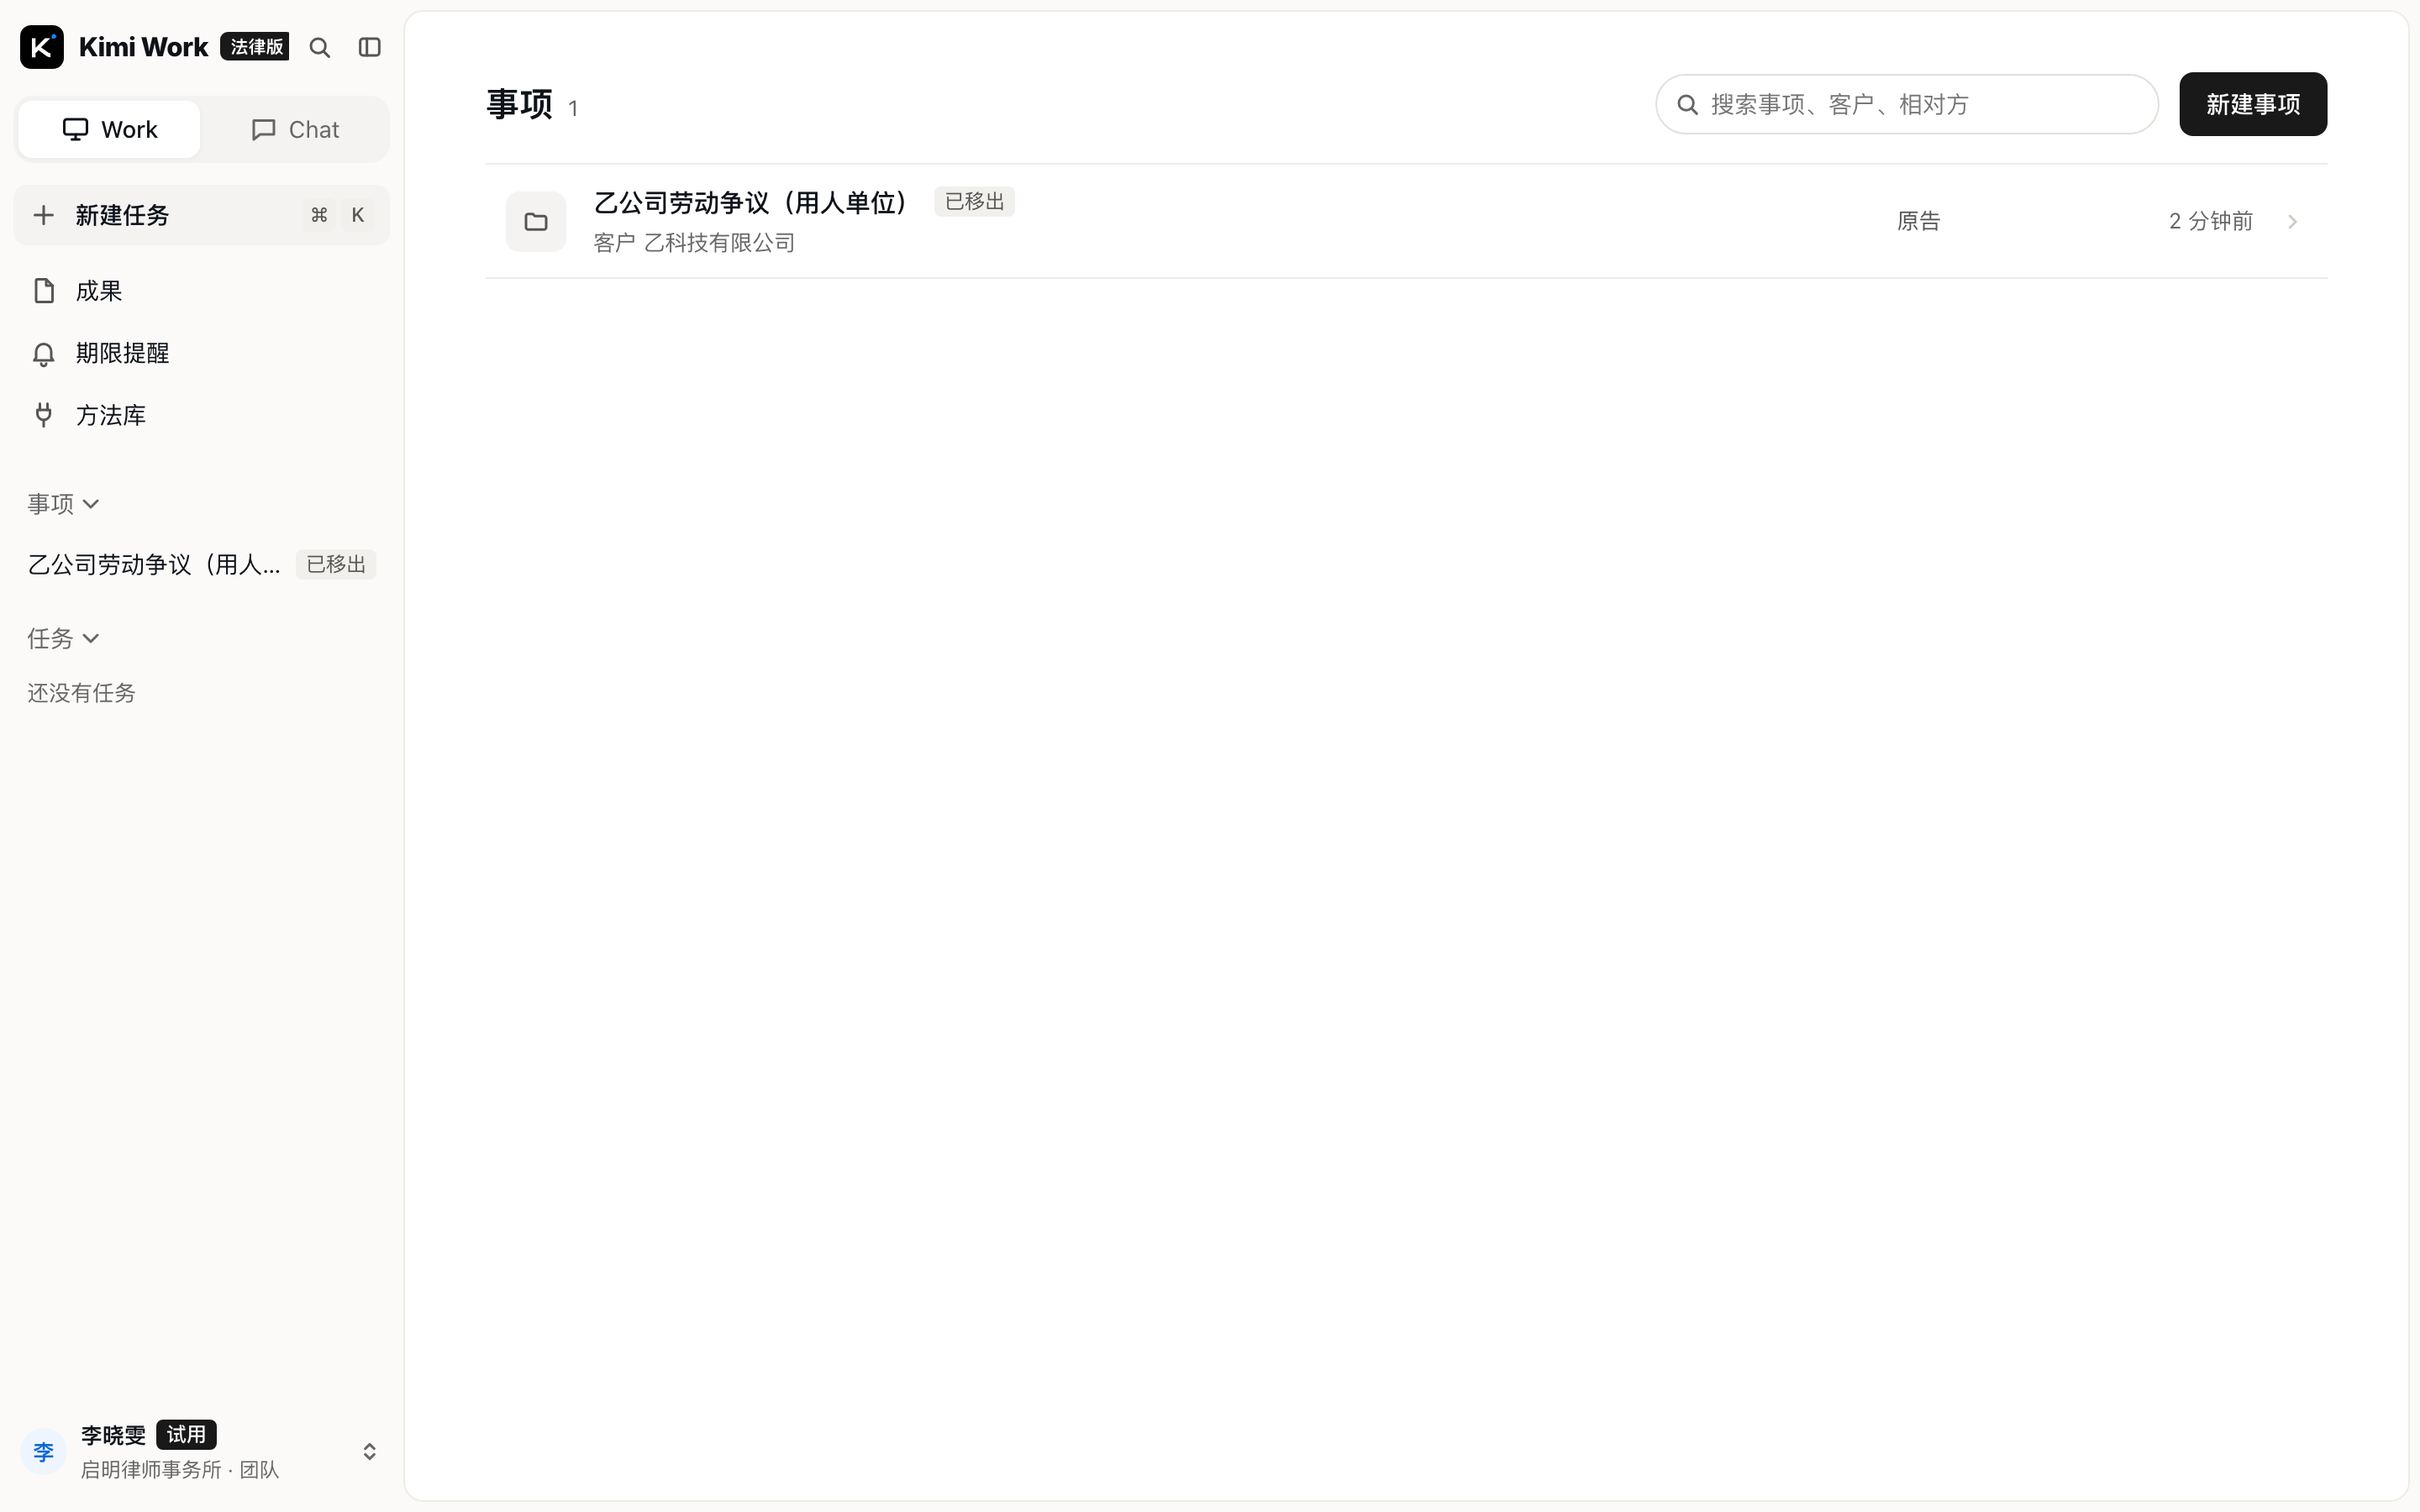 Kimi Work 法律版
Work
Chat
新建任务 ⌘ K
成果
期限提醒
方法库
事项
乙公司劳动争议（用人... 已移出
任务
还没有任务
李 李晓雯 试用
启明律师事务所 · 团队
事项 1
搜索事项、客户、相对方
新建事项
乙公司劳动争议（用人单位） 已移出
客户 乙科技有限公司
原告
2 分钟前